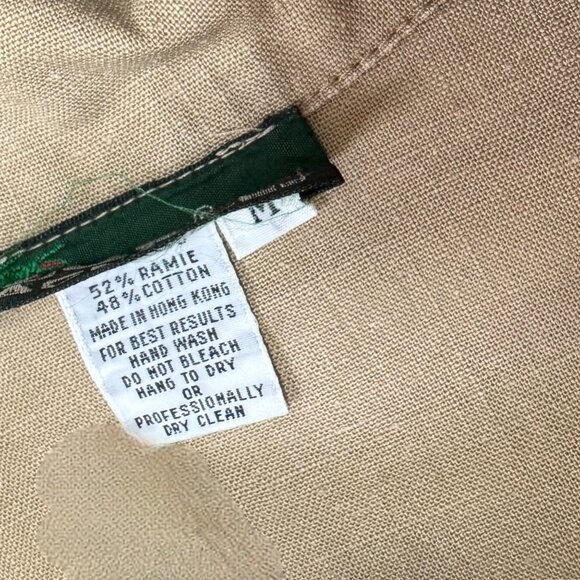 M
52% RAMIE
48% COTTON
MADE IN HONG KONG
FOR BEST RESULTS
HAND WASH
DO NOT BLEACH
HANG TO DRY
OR
PROFESSIONALLY
DRY CLEAN